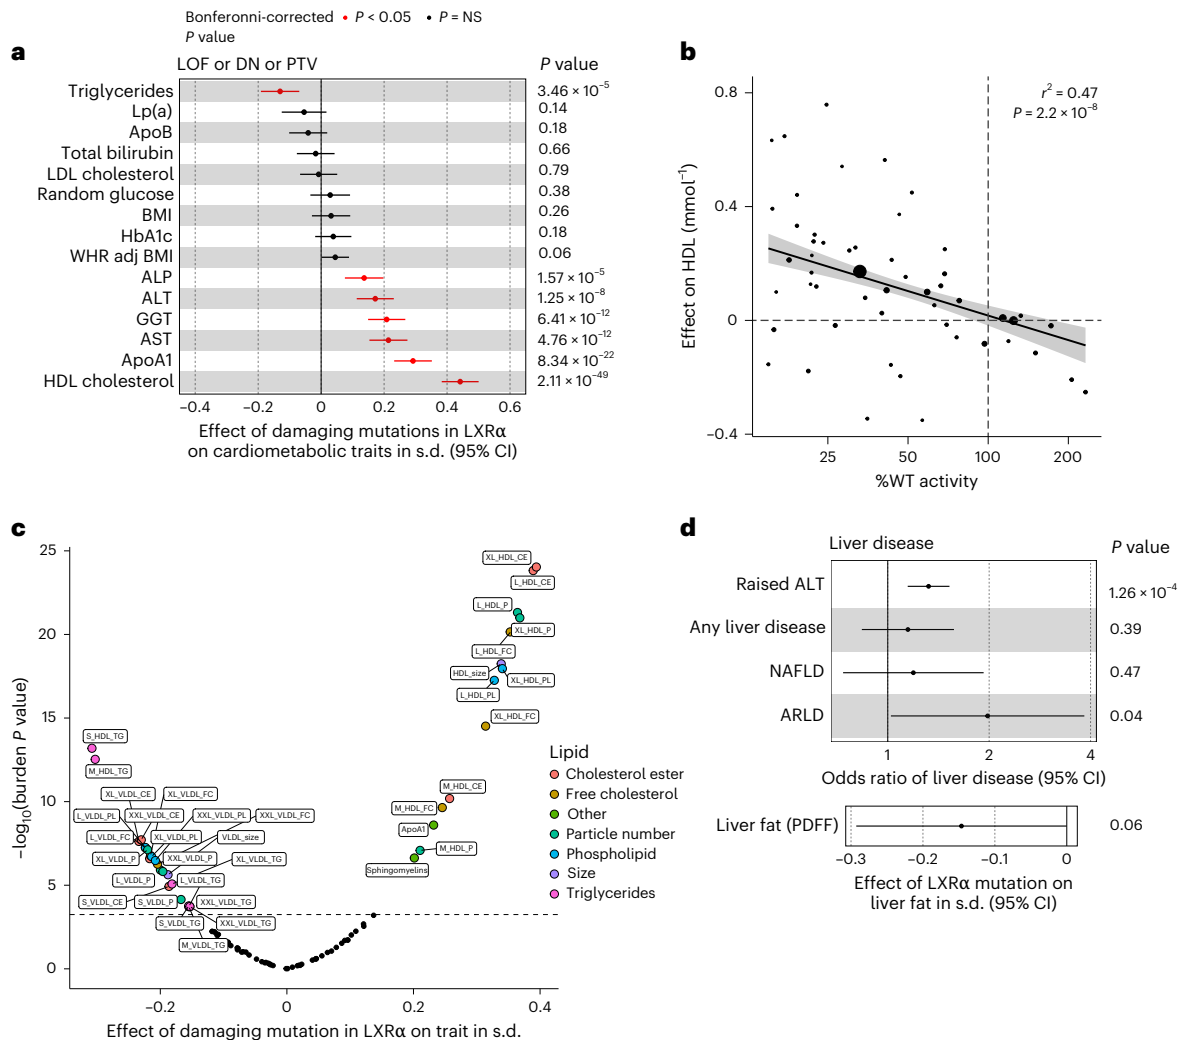 Bonferroni-corrected • P < 0.05 • P = NS
P value
a
LOF or DN or PTV
P value
Triglycerides 3.46 × 10⁻⁵
Lp(a) 0.14
ApoB 0.18
Total bilirubin 0.66
LDL cholesterol 0.79
Random glucose 0.38
BMI 0.26
HbA1c 0.18
WHR adj BMI 0.06
ALP 1.57 × 10⁻⁵
ALT 1.25 × 10⁻⁸
GGT 6.41 × 10⁻¹²
AST 4.76 × 10⁻¹²
ApoA1 8.34 × 10⁻²²
HDL cholesterol 2.11 × 10⁻⁴⁹
−0.4 −0.2 0 0.2 0.4 0.6
Effect of damaging mutations in LXRα
on cardiometabolic traits in s.d. (95% CI)
b
r² = 0.47
P = 2.2 × 10⁻⁸
Effect on HDL (mmol⁻¹)
0.8
0.4
0
−0.4
25 50 100 200
%WT activity
c
−log₁₀(burden P value)
25
20
15
10
5
0
XL_HDL_CE
L_HDL_CE
L_HDL_P
XL_HDL_P
L_HDL_FC
HDL_size
XL_HDL_PL
L_HDL_PL
XL_HDL_FC
S_HDL_TG
M_HDL_TG
M_HDL_CE
M_HDL_FC
ApoA1
M_HDL_P
Sphingomyelins
XL_VLDL_CE
XL_VLDL_FC
L_VLDL_PL
XXL_VLDL_CE
XXL_VLDL_PL
XXL_VLDL_FC
L_VLDL_FC
XL_VLDL_PL
VLDL_size
XL_VLDL_P
XXL_VLDL_P
XL_VLDL_TG
L_VLDL_P
L_VLDL_TG
S_VLDL_CE
S_VLDL_P
XXL_VLDL_TG
S_VLDL_TG
XXL_VLDL_TG
M_VLDL_TG
−0.2 0 0.2 0.4
Effect of damaging mutation in LXRα on trait in s.d.
Lipid
Cholesterol ester
Free cholesterol
Other
Particle number
Phospholipid
Size
Triglycerides
d
Liver disease
P value
Raised ALT 1.26 × 10⁻⁴
Any liver disease 0.39
NAFLD 0.47
ARLD 0.04
1 2 4
Odds ratio of liver disease (95% CI)
Liver fat (PDFF) 0.06
−0.3 −0.2 −0.1 0
Effect of LXRα mutation on
liver fat in s.d. (95% CI)